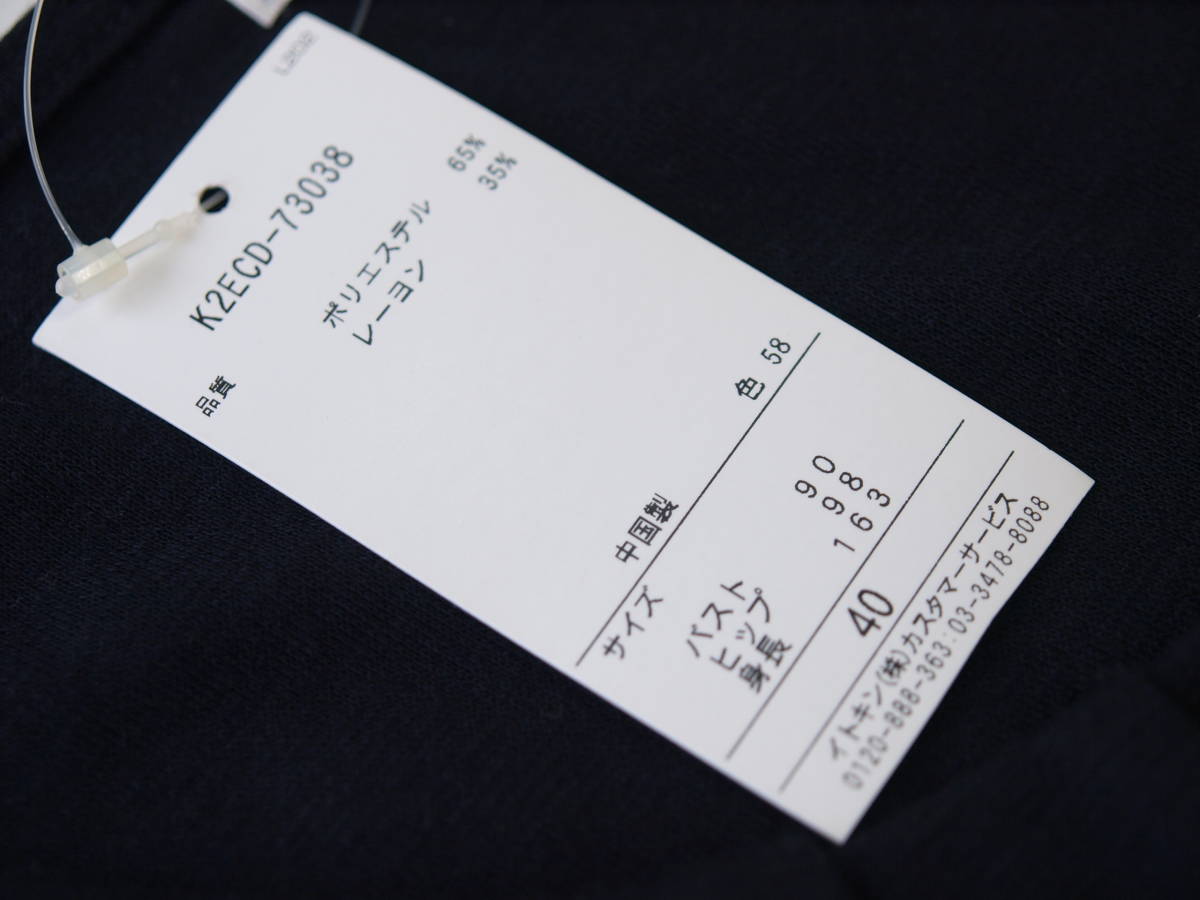 K2ECD-73038
品質
ポリエステル 65%
レーヨン 35%
中国製 色 58
サイズ
バスト 90
ヒップ 98
身長 163
40
イトキン(株)カスタマーサービス
0120-888-363:03-3478-8088